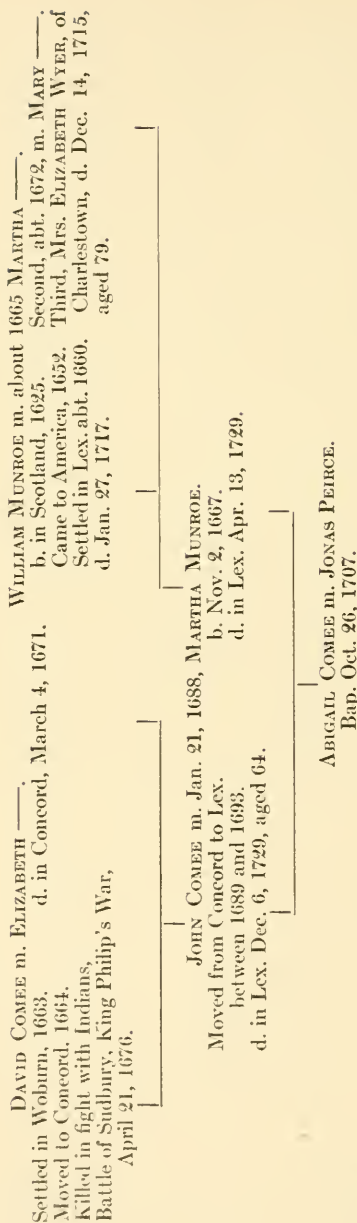 DAVID COMEE m. ELIZABETH ——.
Settled in Woburn, 1663. d. in Concord, March 4, 1671.
Moved to Concord, 1664.
Killed in fight with Indians,
Battle of Sudbury, King Philip's War,
April 21, 1676.
WILLIAM MUNROE m. about 1665 MARTHA ——.
b. in Scotland, 1625. Second, abt. 1672, m. MARY ——.
Came to America, 1652. Third, Mrs. ELIZABETH WYER, of
Settled in Lex. abt. 1660. Charlestown, d. Dec. 14, 1715,
d. Jan. 27, 1717. aged 79.
JOHN COMEE m. Jan. 21, 1688, MARTHA MUNROE.
Moved from Concord to Lex. b. Nov. 2, 1667.
between 1689 and 1693. d. in Lex. Apr. 13, 1729.
d. in Lex. Dec. 6, 1729, aged 64.
ABIGAIL COMEE m. JONAS PEIRCE.
Bap. Oct. 26, 1707.